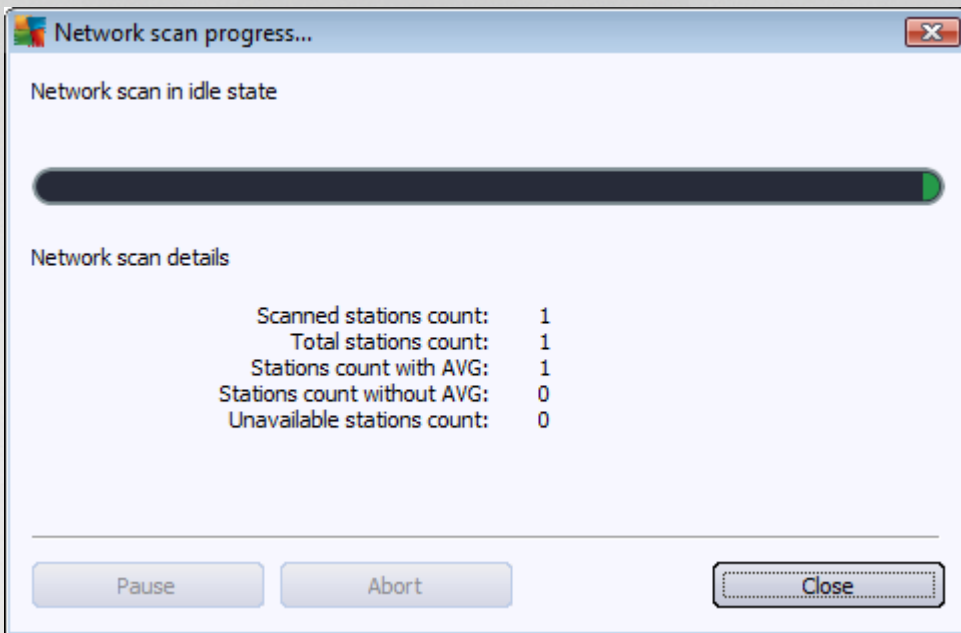 Network scan progress...
Network scan in idle state
Network scan details
Scanned stations count: 1
Total stations count: 1
Stations count with AVG: 1
Stations count without AVG: 0
Unavailable stations count: 0
Pause Abort Close